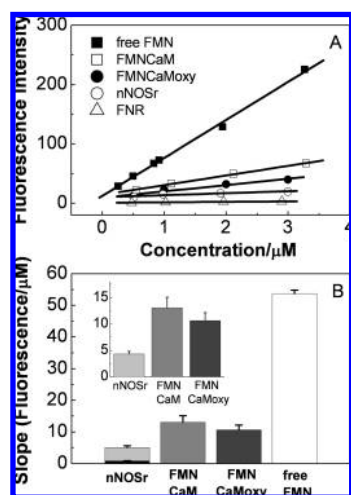 A
Fluorescence Intensity
300
200
100
0
free FMN
FMNCaM
FMNCaMoxy
nNOSr
FNR
0
1
2
3
4
Concentration/μM
B
Slope (Fluorescence/μM)
60
50
40
30
20
10
0
15
10
5
0
nNOSr
FMN
CaM
FMN
CaMoxy
nNOSr
FMN
CaM
FMN
CaMoxy
free
FMN